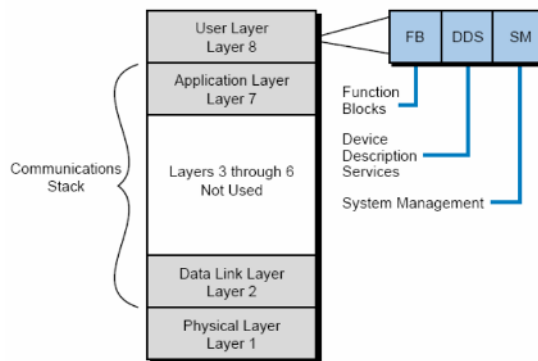 User Layer
Layer 8
Application Layer
Layer 7
Layers 3 through 6
Not Used
Data Link Layer
Layer 2
Physical Layer
Layer 1
Communications
Stack
FB DDS SM
Function
Blocks
Device
Description
Services
System Management